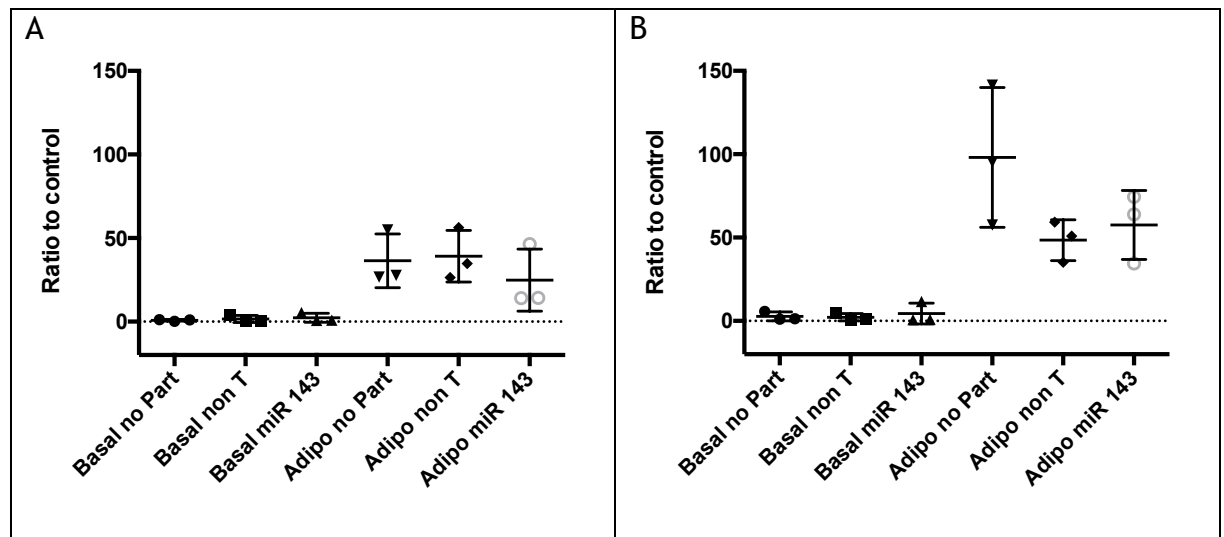 A
150
100
50
0
Ratio to control
Basal no Part
Basal non T
Basal miR 143
Adipo no Part
Adipo non T
Adipo miR 143
B
150
100
50
0
Ratio to control
Basal no Part
Basal non T
Basal miR 143
Adipo no Part
Adipo non T
Adipo miR 143